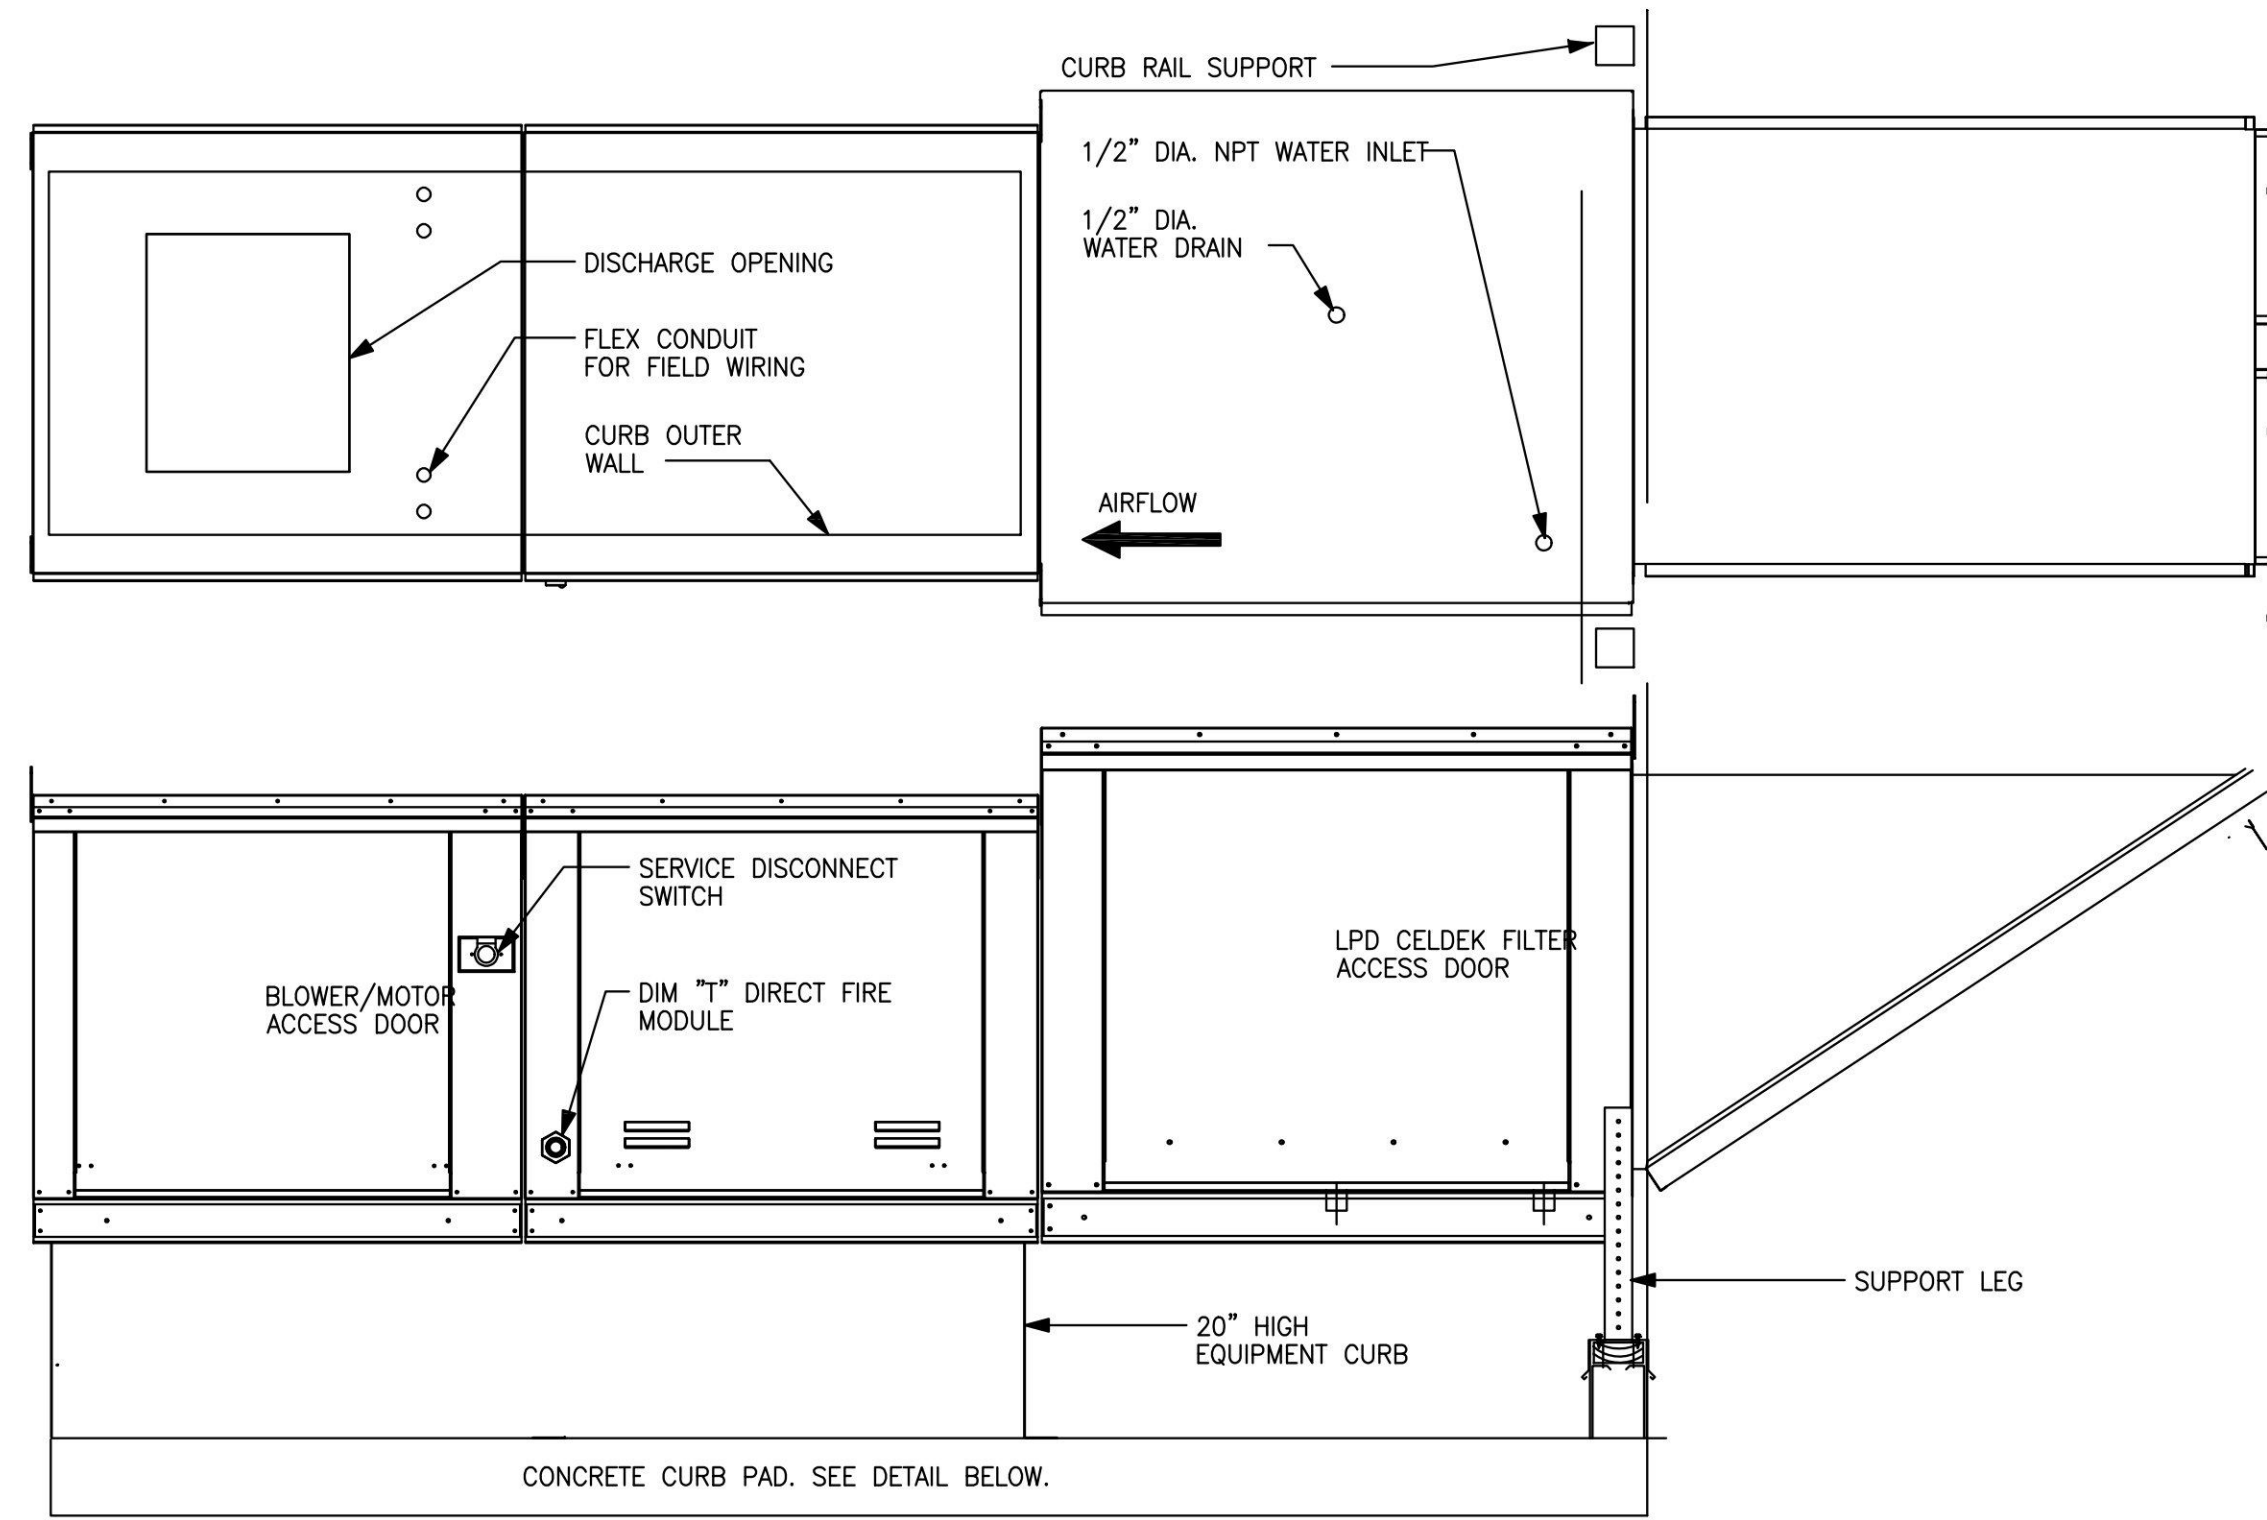 CURB RAIL SUPPORT
1/2" DIA. NPT WATER INLET
1/2" DIA.
WATER DRAIN
DISCHARGE OPENING
FLEX CONDUIT
FOR FIELD WIRING
CURB OUTER
WALL
AIRFLOW
SERVICE DISCONNECT
SWITCH
LPD CELDEK FILTER
ACCESS DOOR
BLOWER/MOTOR
ACCESS DOOR
DIM "T" DIRECT FIRE
MODULE
SUPPORT LEG
20" HIGH
EQUIPMENT CURB
CONCRETE CURB PAD. SEE DETAIL BELOW.